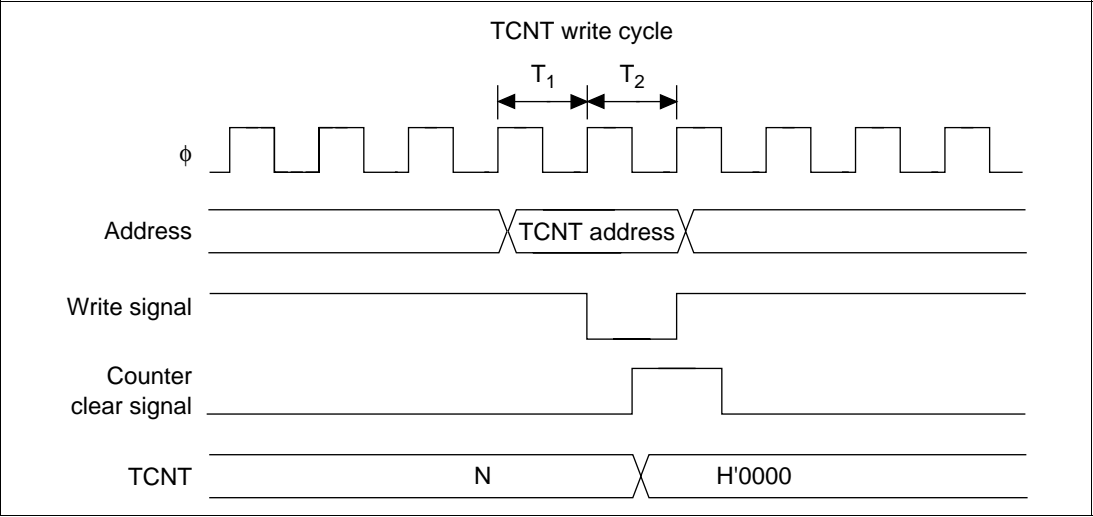 TCNT write cycle
T1 T2
ϕ
Address TCNT address
Write signal
Counter
clear signal
TCNT N H'0000